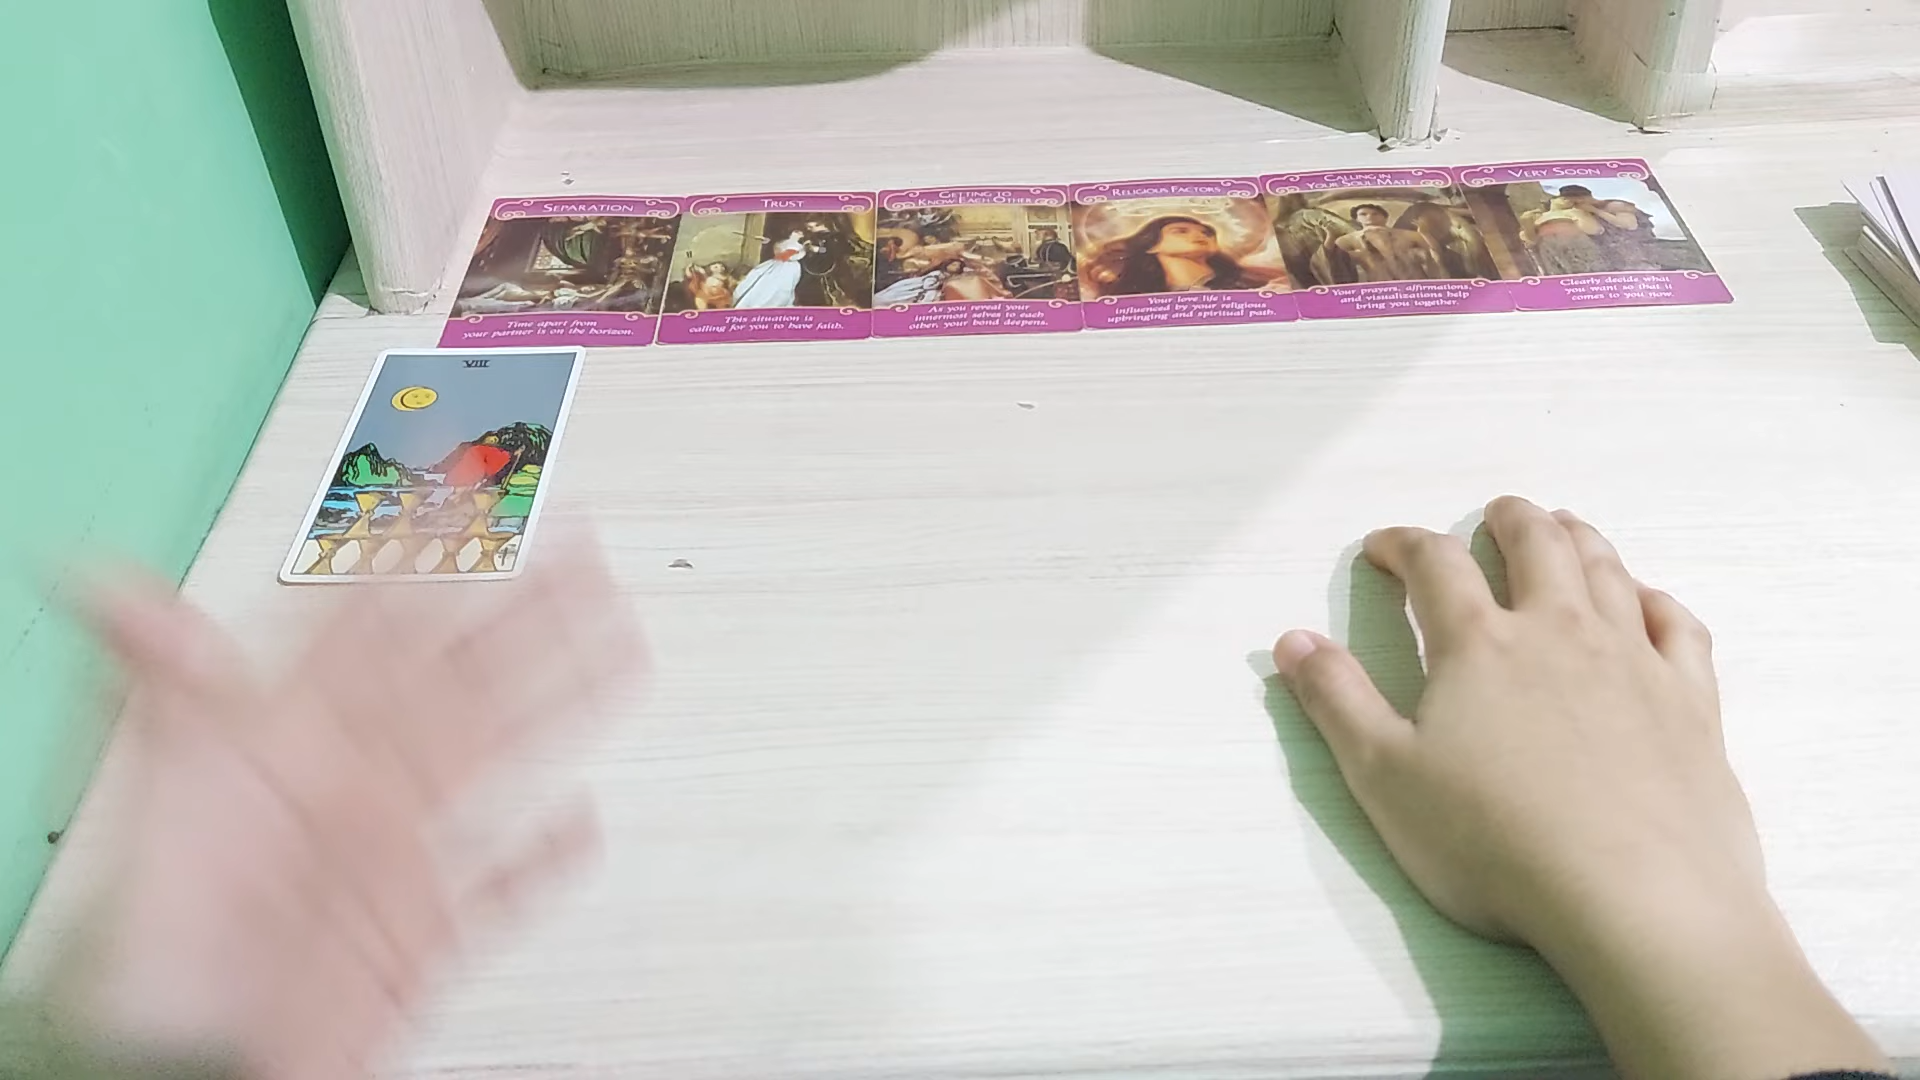 SEPARATION
Time apart from
your partner is on the horizon.
TRUST
This situation is
calling for you to have faith.
GETTING TO
KNOW EACH OTHER
As you reveal your
innermost selves to each
other, your bond deepens.
RELIGIOUS FACTORS
Your love life is
influenced by your religious
upbringing and spiritual path.
CALLING IN
YOUR SOUL MATE
Your prayers, affirmations,
and visualizations help
bring you together.
VERY SOON
Clearly decide what
you want so that it
comes to you now.
VIII